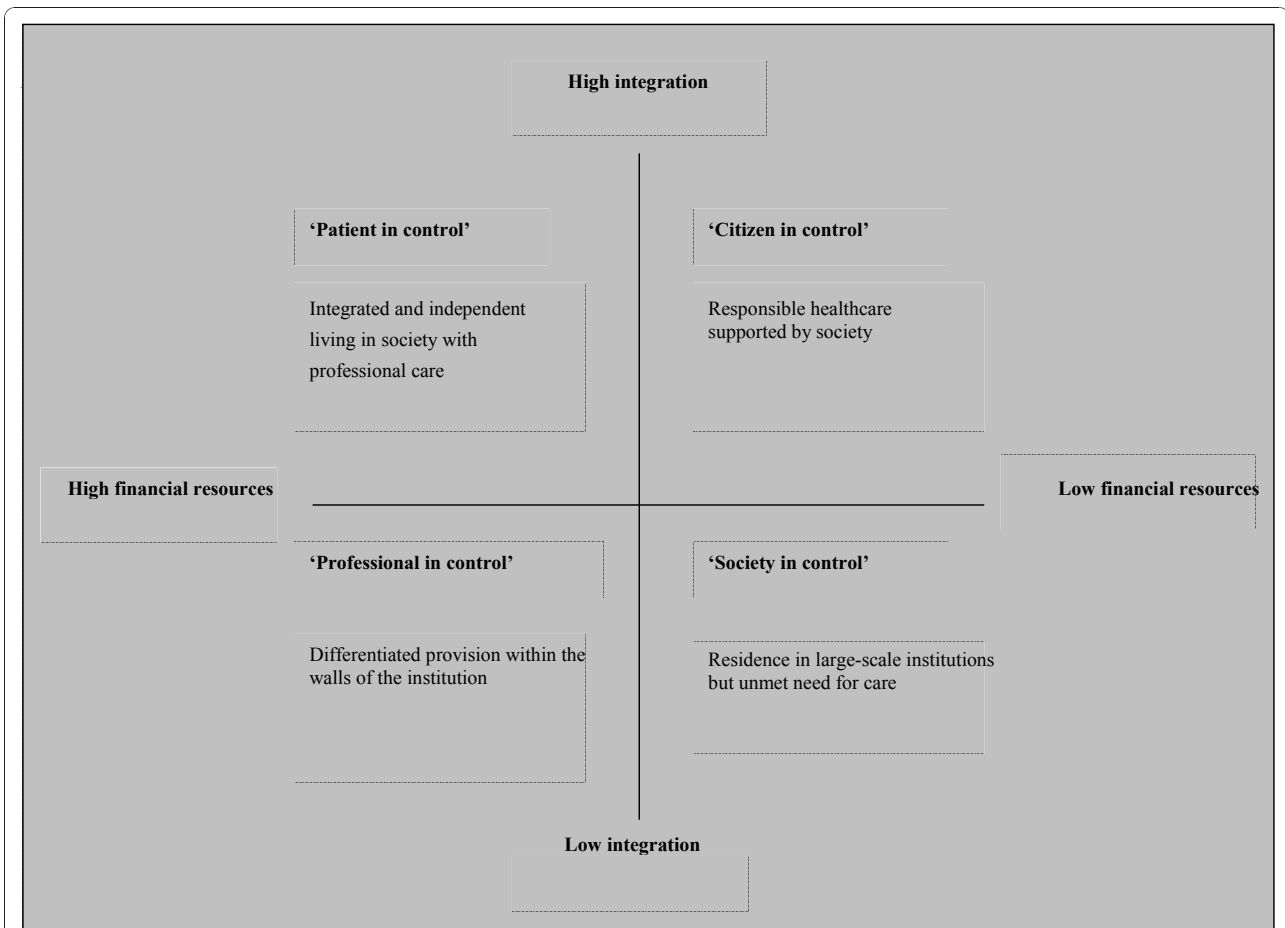 High integration
‘Patient in control’
Integrated and independent
living in society with
professional care
‘Citizen in control’
Responsible healthcare
supported by society
High financial resources
Low financial resources
‘Professional in control’
Differentiated provision within the
walls of the institution
‘Society in control’
Residence in large-scale institutions
but unmet need for care
Low integration